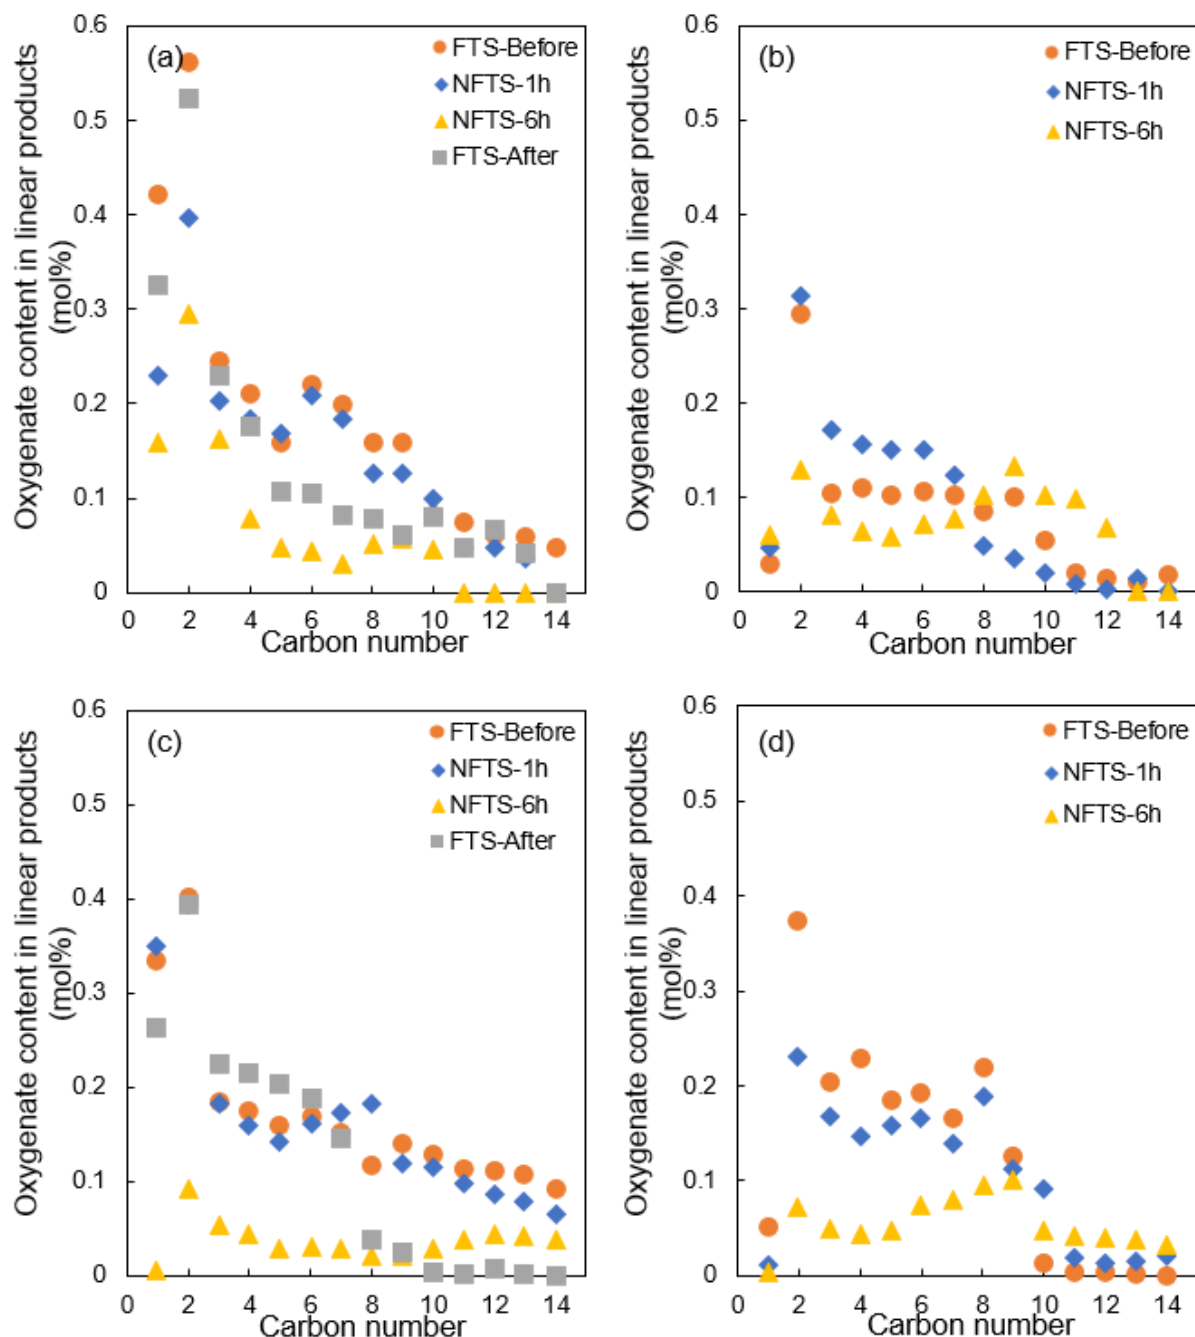 (a)
FTS-Before
NFTS-1h
NFTS-6h
FTS-After
Oxygenate content in linear products
(mol%)
0.6
0.5
0.4
0.3
0.2
0.1
0
0 2 4 6 8 10 12 14
Carbon number
(b)
FTS-Before
NFTS-1h
NFTS-6h
Oxygenate content in linear products
(mol%)
0.6
0.5
0.4
0.3
0.2
0.1
0
0 2 4 6 8 10 12 14
Carbon number
(c)
FTS-Before
NFTS-1h
NFTS-6h
FTS-After
Oxygenate content in linear products
(mol%)
0.6
0.5
0.4
0.3
0.2
0.1
0
0 2 4 6 8 10 12 14
Carbon number
(d)
FTS-Before
NFTS-1h
NFTS-6h
Oxygenate content in linear products
(mol%)
0.6
0.5
0.4
0.3
0.2
0.1
0
0 2 4 6 8 10 12 14
Carbon number